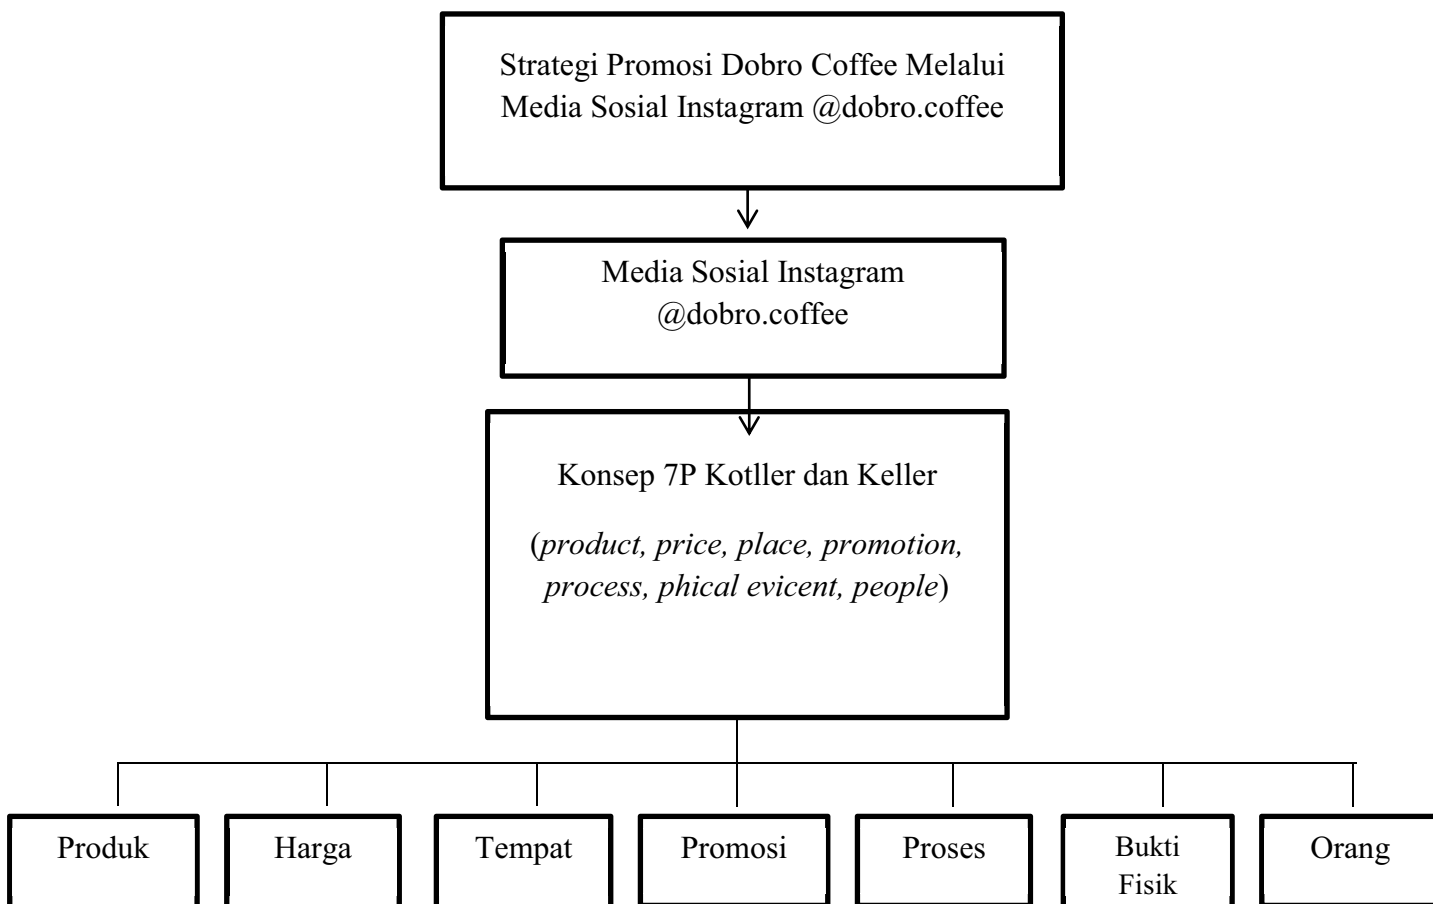 Strategi Promosi Dobro Coffee Melalui
Media Sosial Instagram @dobro.coffee
Media Sosial Instagram
@dobro.coffee
Konsep 7P Kotller dan Keller
(product, price, place, promotion,
process, phical evicent, people)
Produk
Harga
Tempat
Promosi
Proses
Bukti
Fisik
Orang